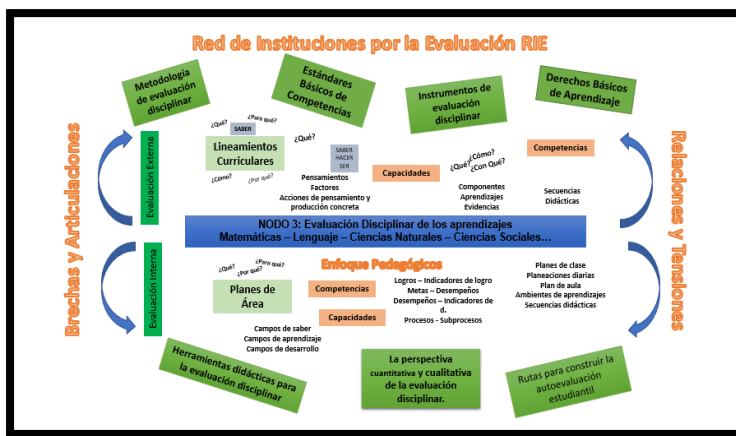 Red de Instituciones por la Evaluación RIE
Metodología
de evaluación
disciplinar
Estándares
Básicos de
Competencias
Instrumentos de
evaluación
disciplinar
Derechos Básicos
de Aprendizaje
Brechas y Articulaciones
Evaluación Externa
¿Qué?
¿Para qué?
SABER
Lineamientos
Curriculares
¿Cómo?
¿Por qué?
¿Qué?
SABER
HACER
SER
Pensamientos
Factores
Acciones de pensamiento y
producción concreta
Capacidades
¿Qué?
¿Cómo?
¿Con Qué?
Componentes
Aprendizajes
Evidencias
Competencias
Secuencias
Didácticas
Relaciones y Tensiones
NODO 3: Evaluación Disciplinar de los aprendizajes
Matemáticas – Lenguaje – Ciencias Naturales – Ciencias Sociales...
Evaluación Interna
¿Qué?
¿Para qué?
¿Por qué?
Planes de
Área
Campos de saber
Campos de aprendizaje
Campos de desarrollo
Enfoque Pedagógicos
Competencias
Capacidades
Logros – Indicadores de logro
Metas – Desempeños
Desempeños – Indicadores de
d.
Procesos - Subprocesos
Planes de clase
Planeaciones diarias
Plan de aula
Ambientes de aprendizajes
Secuencias didácticas
Herramientas didácticas para
la evaluación disciplinar
La perspectiva
cuantitativa y cualitativa
de la evaluación
disciplinar.
Rutas para construir la
autoevaluación
estudiantil